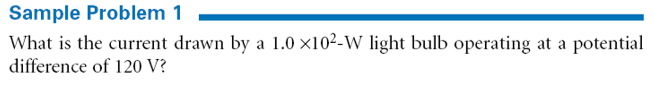 Sample Problem 1
What is the current drawn by a 1.0 ×10²-W light bulb operating at a potential
difference of 120 V?